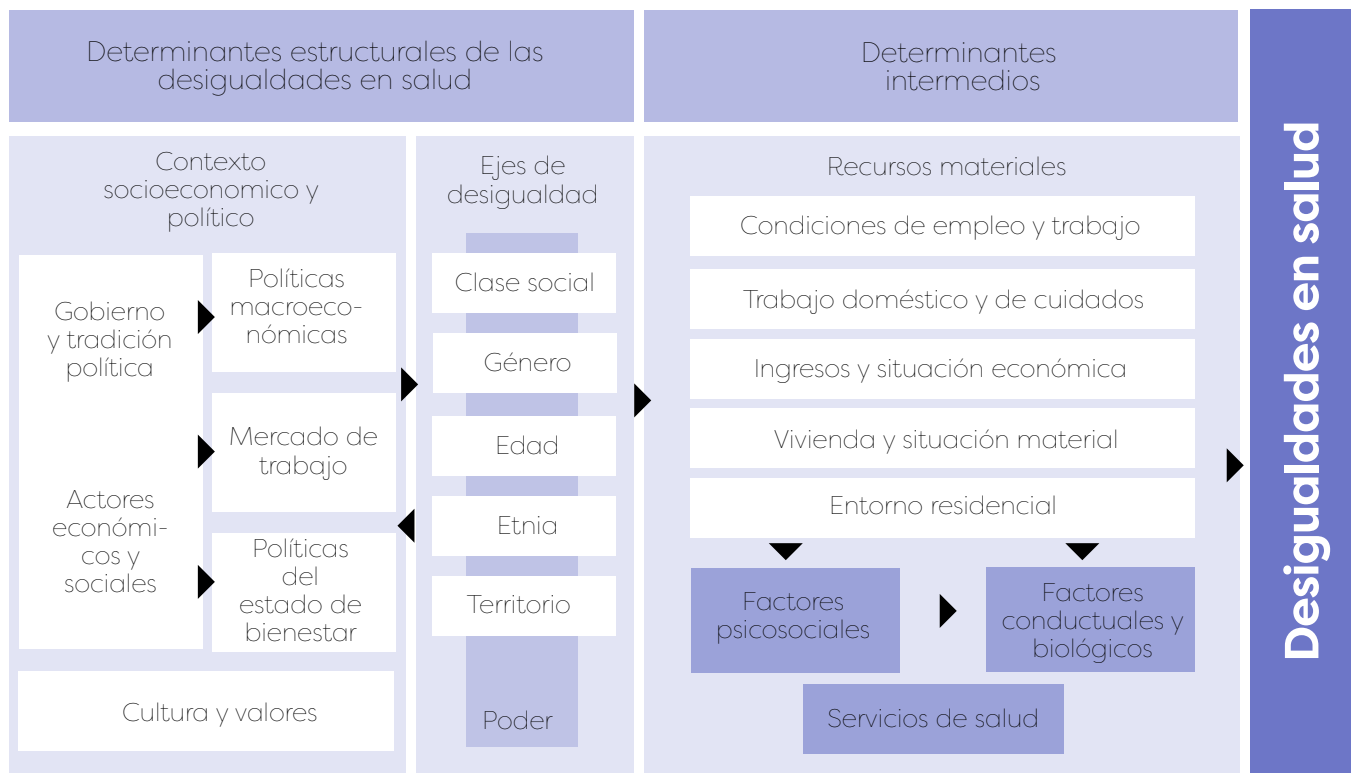 Determinantes estructurales de las
desigualdades en salud
Determinantes
intermedios
Contexto
socioeconomico y
político
Gobierno
y tradición
política
Actores
económi-
cos y
sociales
Políticas
macroeco-
nómicas
Mercado de
trabajo
Políticas
del
estado de
bienestar
Cultura y valores
Ejes de
desigualdad
Clase social
Género
Edad
Etnia
Territorio
Poder
Recursos materiales
Condiciones de empleo y trabajo
Trabajo doméstico y de cuidados
Ingresos y situación económica
Vivienda y situación material
Entorno residencial
Factores
psicosociales
Factores
conductuales y
biológicos
Servicios de salud
Desigualdades en salud